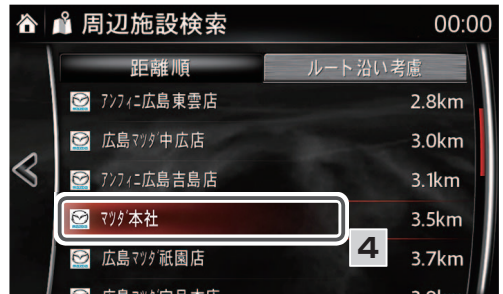 周辺施設検索 00:00
距離順 ルート沿い考慮
ｱﾝﾌｨﾆ広島東雲店 2.8km
広島ﾏﾂﾀﾞ中広店 3.0km
ｱﾝﾌｨﾆ広島吉島店 3.1km
ﾏﾂﾀﾞ本社 3.5km
4
広島ﾏﾂﾀﾞ祇園店 3.7km